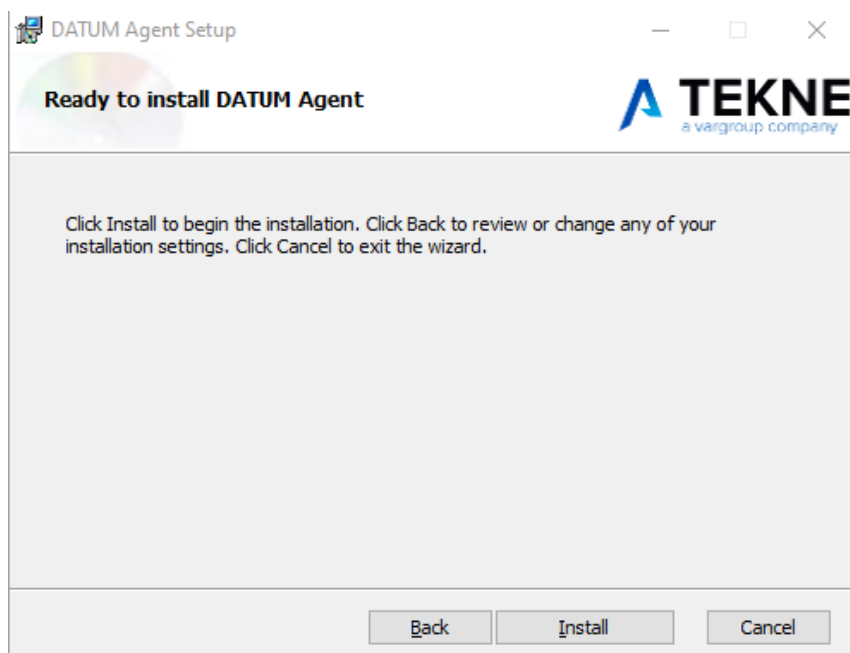 DATUM Agent Setup
Ready to install DATUM Agent
TEKNE
a vargroup company
Click Install to begin the installation. Click Back to review or change any of your
installation settings. Click Cancel to exit the wizard.
Back
Install
Cancel